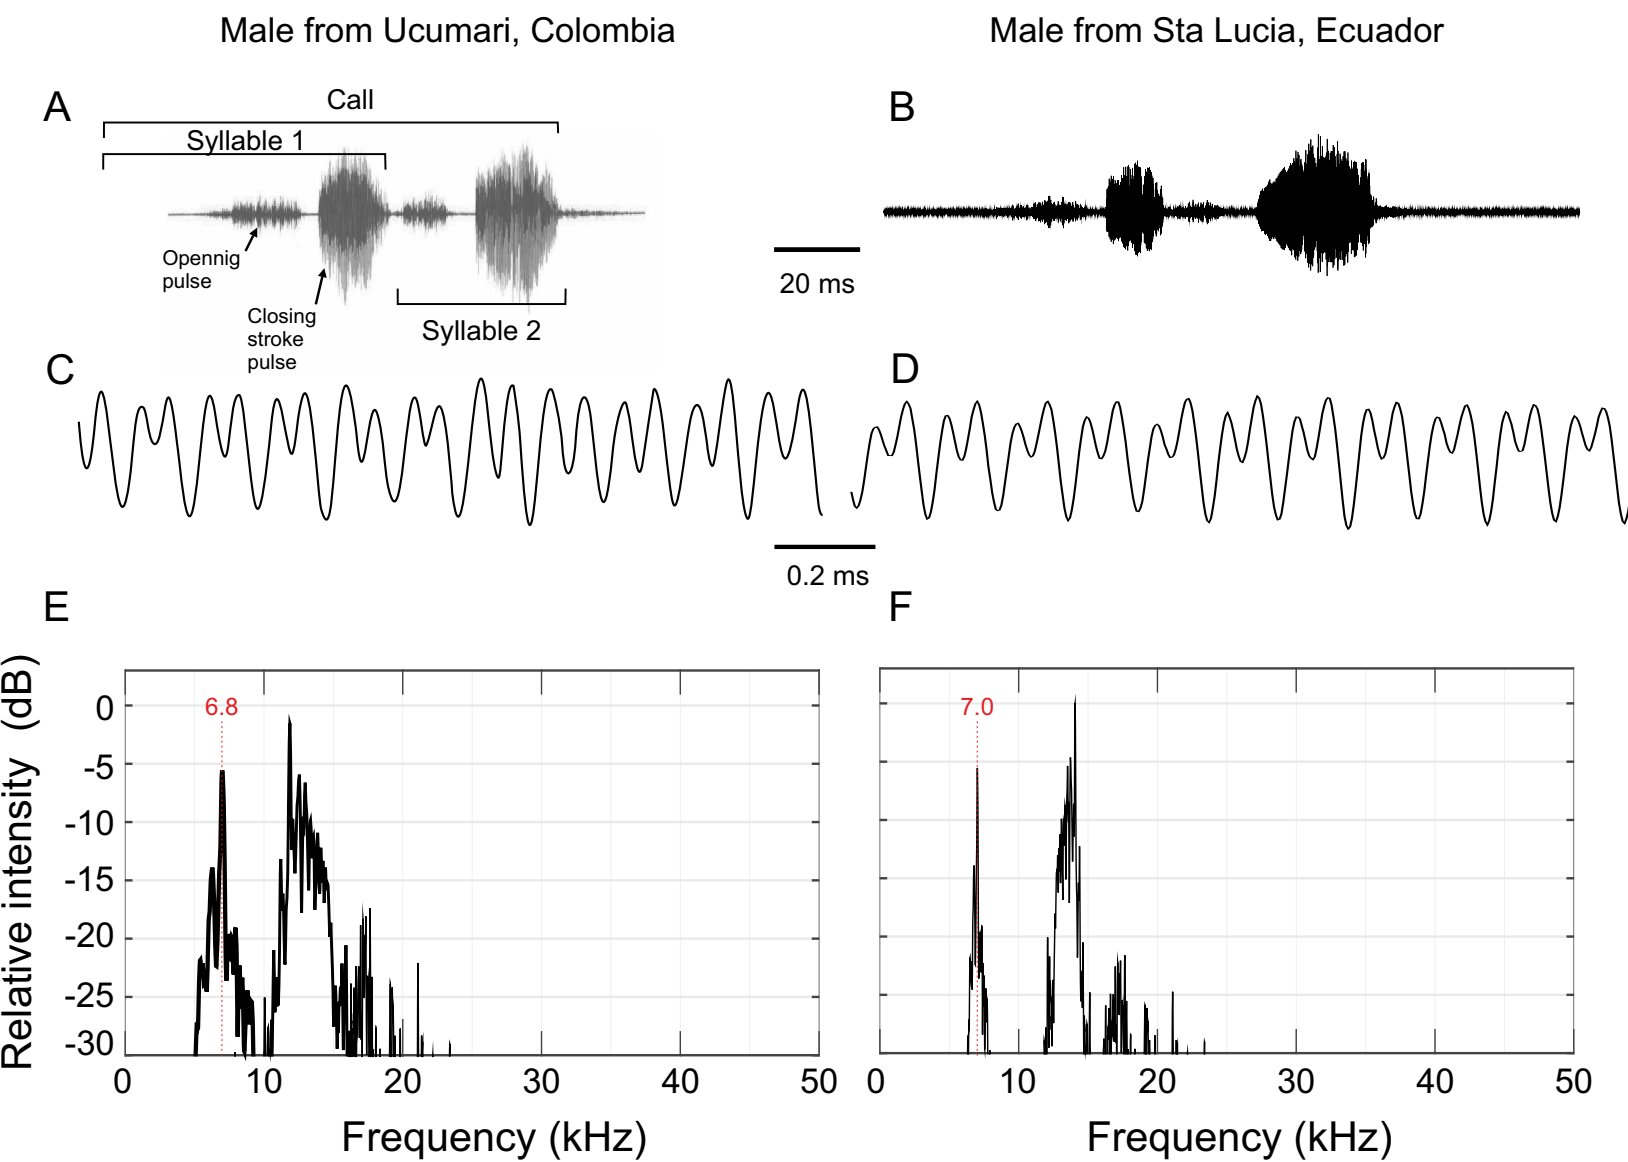 Male from Ucumari, Colombia
Male from Sta Lucia, Ecuador
A
Call
Syllable 1
Opennig
pulse
Closing
stroke
pulse
Syllable 2
B
20 ms
C
D
0.2 ms
E
F
Relative intensity (dB)
0
-5
-10
-15
-20
-25
-30
6.8
7.0
0 10 20 30 40 50
0 10 20 30 40 50
Frequency (kHz)
Frequency (kHz)